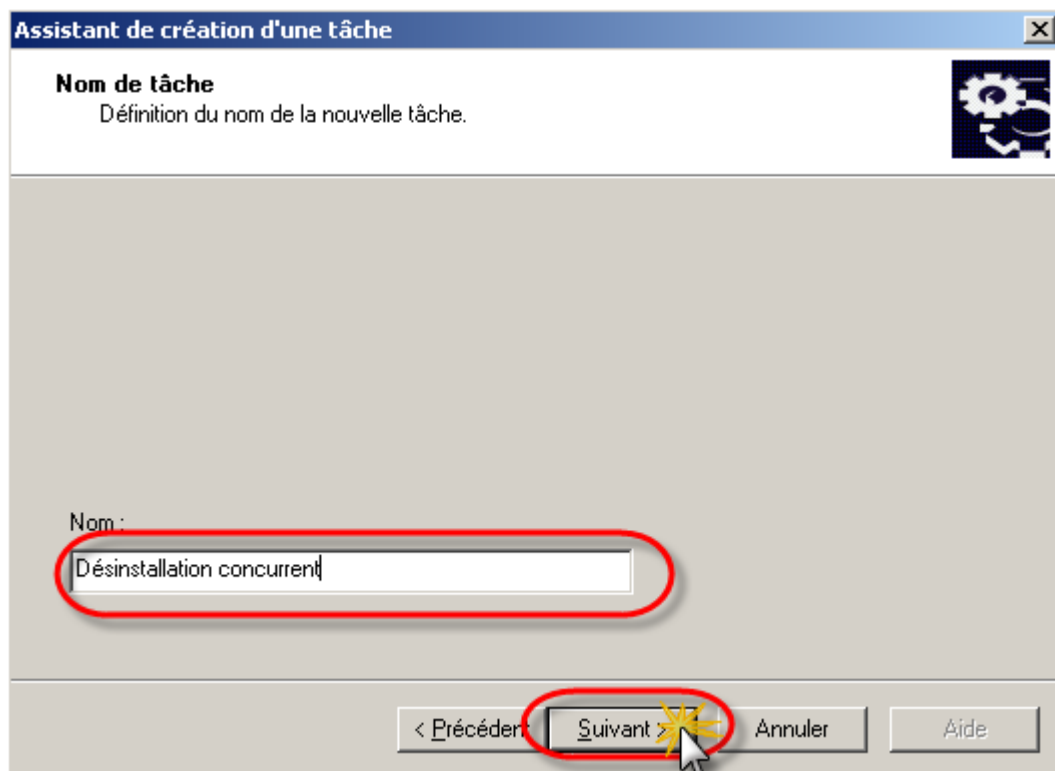 Assistant de création d'une tâche
Nom de tâche
Définition du nom de la nouvelle tâche.
Nom :
Désinstallation concurrent
< Précédent
Suivant >
Annuler
Aide